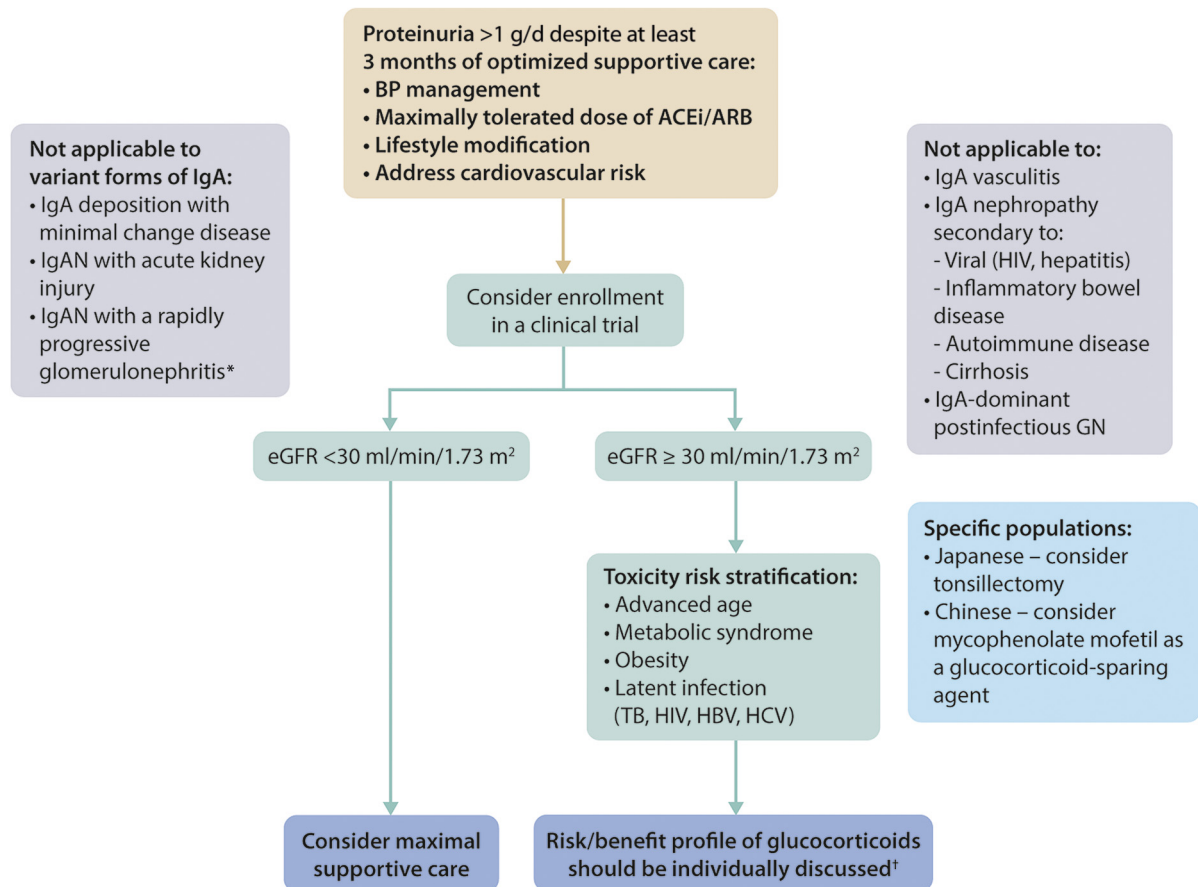 Proteinuria >1 g/d despite at least
3 months of optimized supportive care:
• BP management
• Maximally tolerated dose of ACEi/ARB
• Lifestyle modification
• Address cardiovascular risk
Not applicable to
variant forms of IgA:
• IgA deposition with
minimal change disease
• IgAN with acute kidney
injury
• IgAN with a rapidly
progressive
glomerulonephritis*
Not applicable to:
• IgA vasculitis
• IgA nephropathy
secondary to:
- Viral (HIV, hepatitis)
- Inflammatory bowel
disease
- Autoimmune disease
- Cirrhosis
• IgA-dominant
postinfectious GN
Consider enrollment
in a clinical trial
eGFR <30 ml/min/1.73 m²
eGFR ≥ 30 ml/min/1.73 m²
Specific populations:
• Japanese – consider
tonsillectomy
• Chinese – consider
mycophenolate mofetil as
a glucocorticoid-sparing
agent
Toxicity risk stratification:
• Advanced age
• Metabolic syndrome
• Obesity
• Latent infection
(TB, HIV, HBV, HCV)
Consider maximal
supportive care
Risk/benefit profile of glucocorticoids
should be individually discussed†